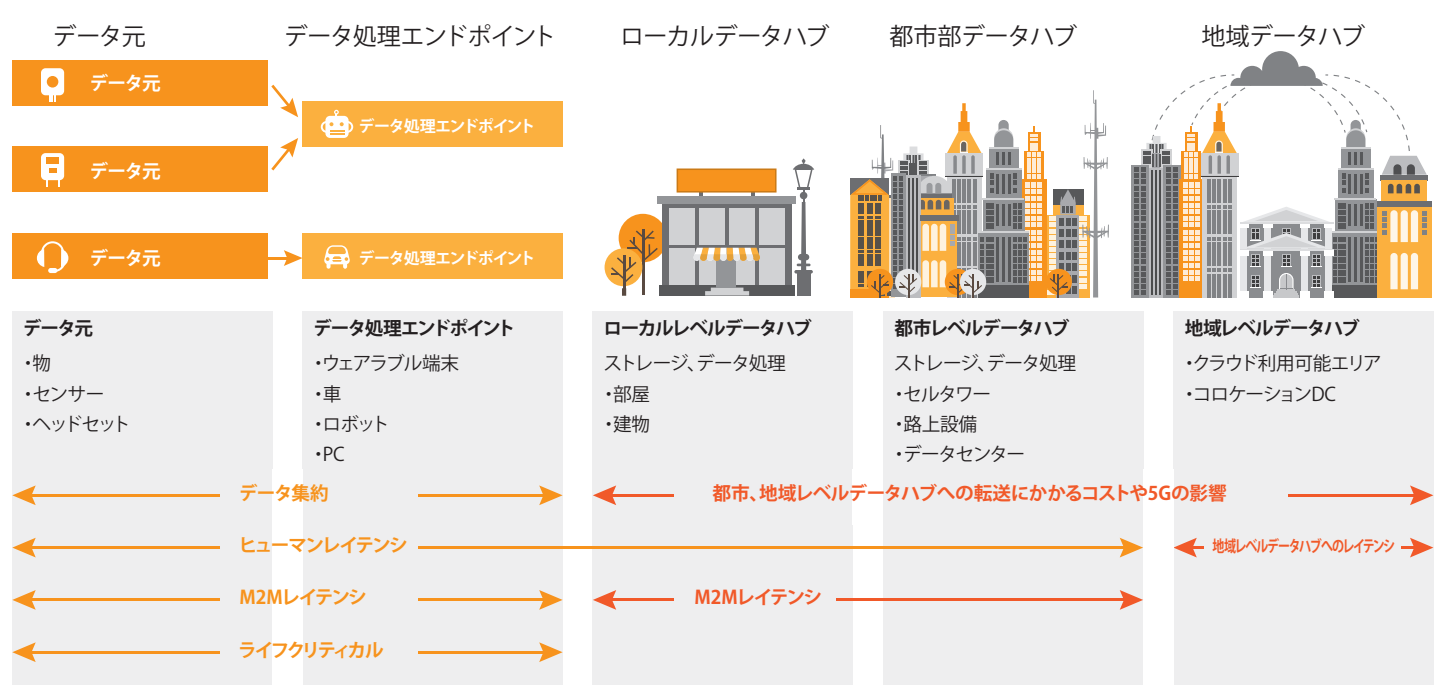 データ元
データ処理エンドポイント
ローカルデータハブ
都市部データハブ
地域データハブ
データ元
データ処理エンドポイント
データ元
データ元
データ処理エンドポイント
データ元
・物
・センサー
・ヘッドセット
データ処理エンドポイント
・ウェアラブル端末
・車
・ロボット
・PC
ローカルレベルデータハブ
ストレージ、データ処理
・部屋
・建物
都市レベルデータハブ
ストレージ、データ処理
・セルタワー
・路上設備
・データセンター
地域レベルデータハブ
・クラウド利用可能エリア
・コロケーションDC
データ集約
都市、地域レベルデータハブへの転送にかかるコストや5Gの影響
ヒューマンレイテンシ
地域レベルデータハブへのレイテンシ
M2Mレイテンシ
M2Mレイテンシ
ライフクリティカル